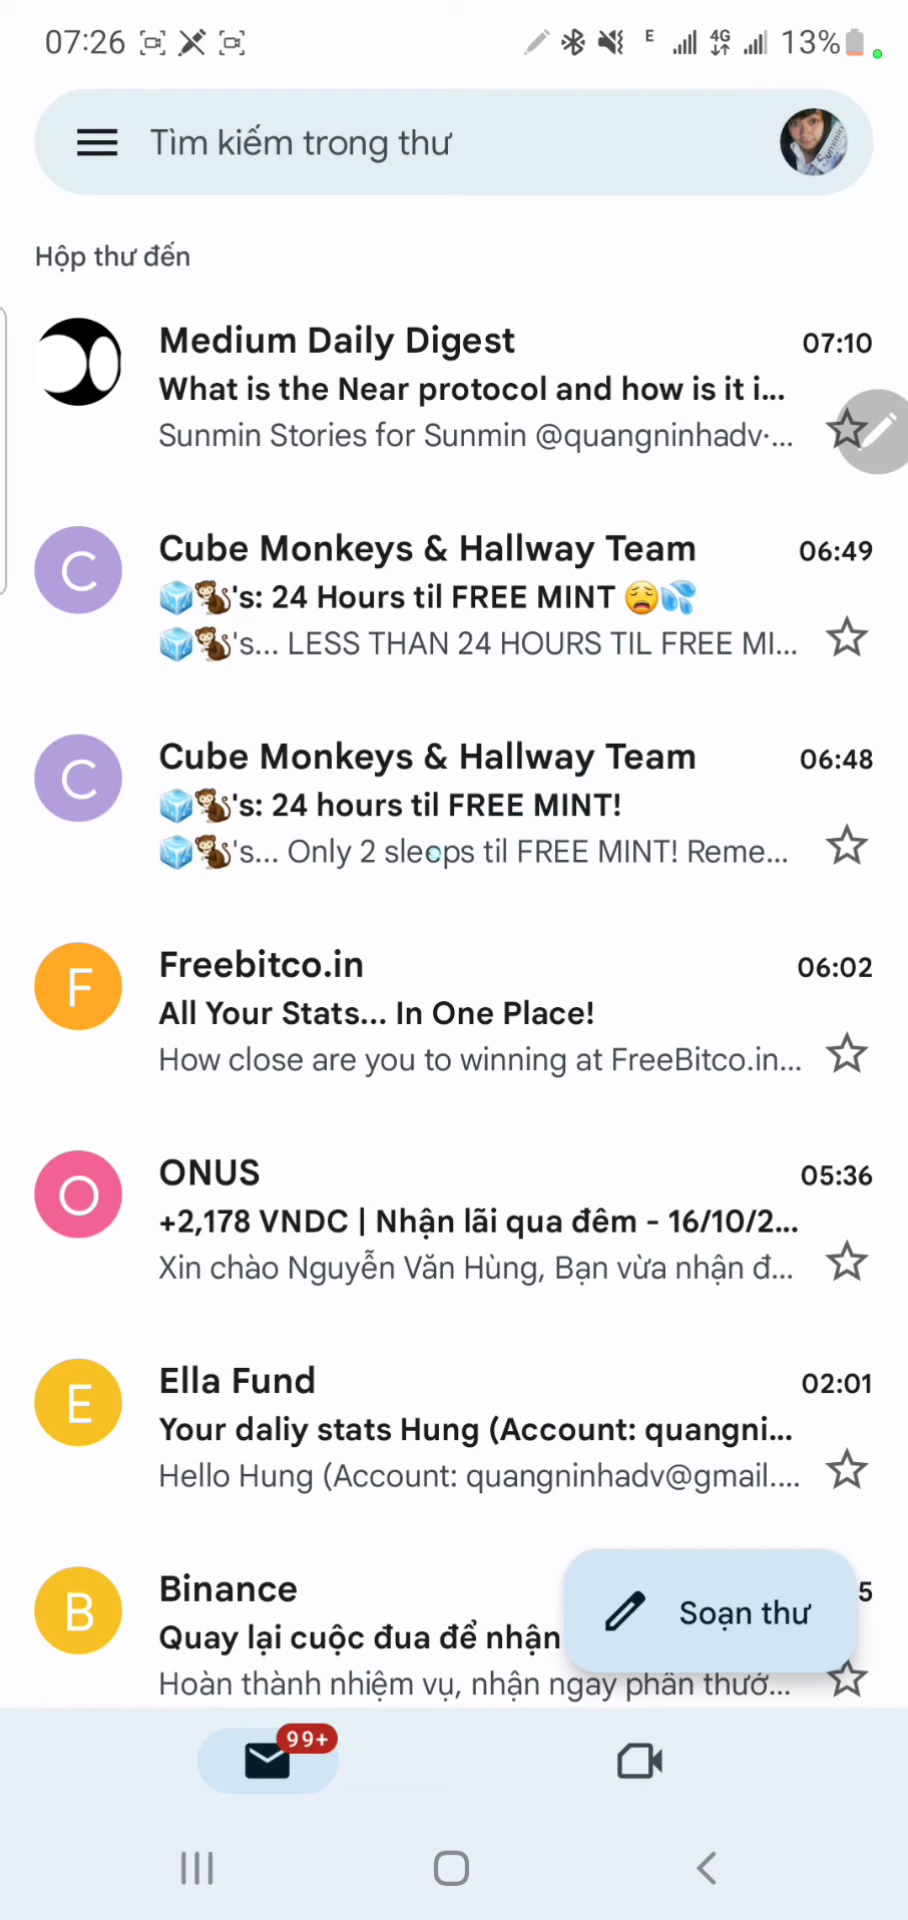 07:26 E 4G 13%
Tìm kiếm trong thư
Hộp thư đến
Medium Daily Digest 07:10
What is the Near protocol and how is it i...
Sunmin Stories for Sunmin @quangninhadv·...
C Cube Monkeys & Hallway Team 06:49
🧊🐒's: 24 Hours til FREE MINT 😩💦
🧊🐒's... LESS THAN 24 HOURS TIL FREE MI...
C Cube Monkeys & Hallway Team 06:48
🧊🐒's: 24 hours til FREE MINT!
🧊🐒's... Only 2 sleeps til FREE MINT! Reme...
F Freebitco.in 06:02
All Your Stats... In One Place!
How close are you to winning at FreeBitco.in...
O ONUS 05:36
+2,178 VNDC | Nhận lãi qua đêm - 16/10/2...
Xin chào Nguyễn Văn Hùng, Bạn vừa nhận đ...
E Ella Fund 02:01
Your daliy stats Hung (Account: quangni...
Hello Hung (Account: quangninhadv@gmail....
B Binance 5
Quay lại cuộc đua để nhận
Soạn thư
Hoàn thành nhiệm vụ, nhận ngay phần thưở...
99+